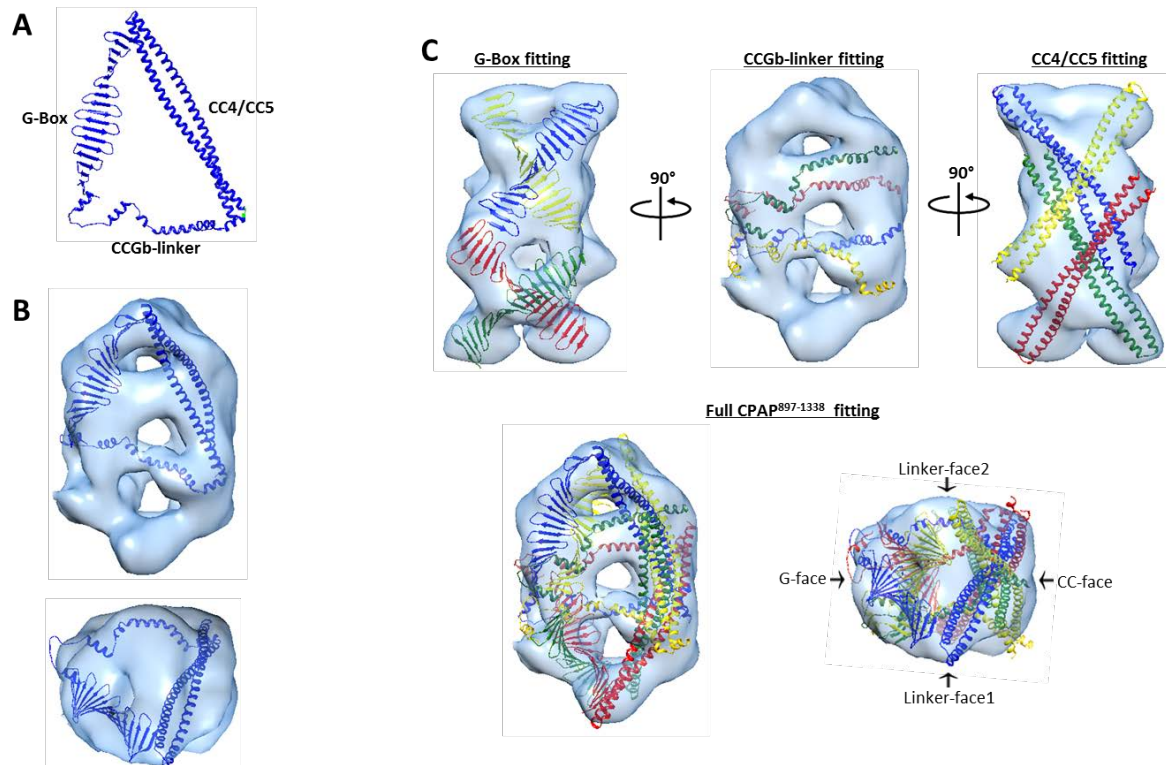 A
G-Box
CC4/CC5
CCGb-linker
B
C
G-Box fitting
90°
CCGb-linker fitting
90°
CC4/CC5 fitting
Full CPAP897-1338 fitting
Linker-face2
G-face
CC-face
Linker-face1